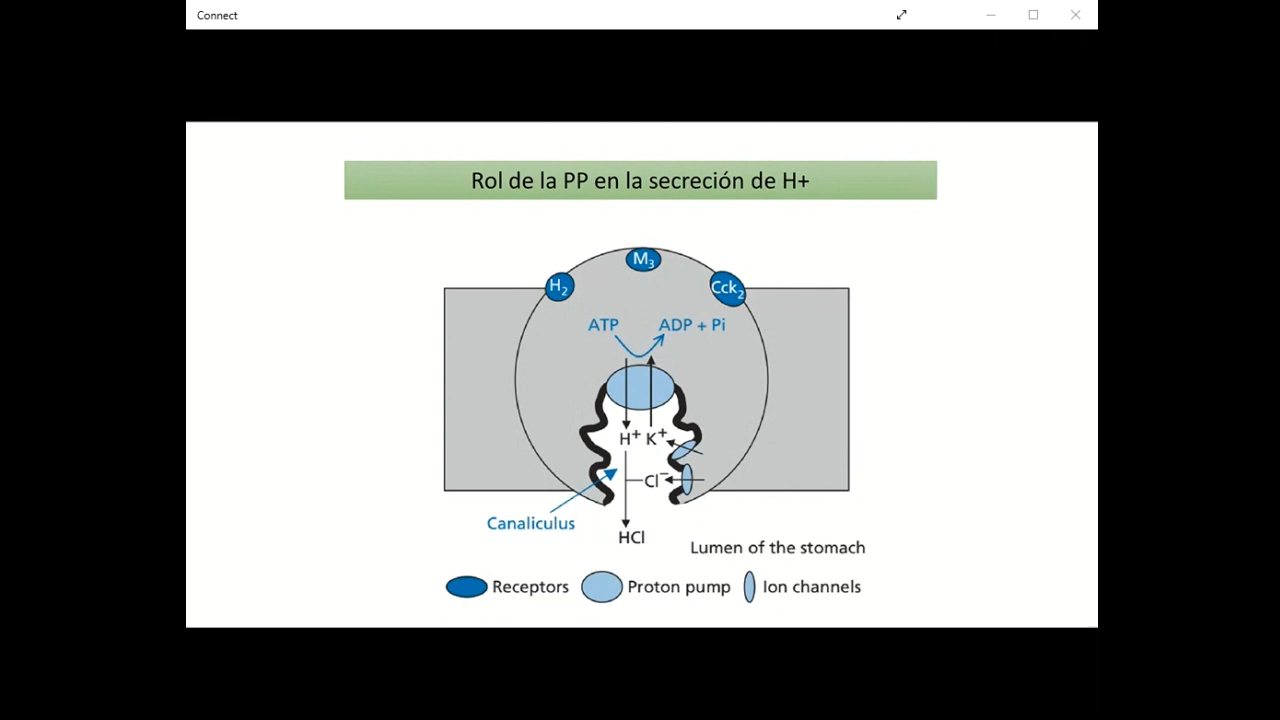 Connect
Rol de la PP en la secreción de H+
M₃
H₂
Cck₂
ATP
ADP + Pi
H⁺ K⁺
Cl⁻
Canaliculus
HCl
Lumen of the stomach
Receptors
Proton pump
Ion channels